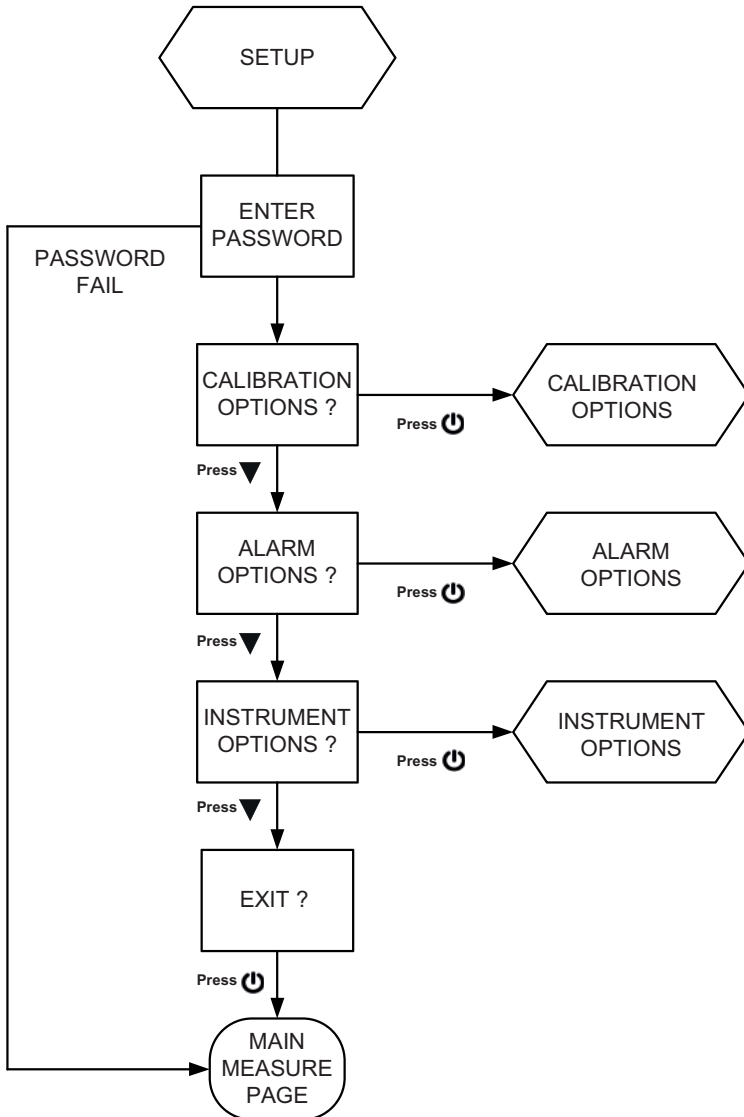 SETUP
ENTER
PASSWORD
PASSWORD
FAIL
CALIBRATION
OPTIONS ?
Press
CALIBRATION
OPTIONS
Press
ALARM
OPTIONS ?
Press
ALARM
OPTIONS
Press
INSTRUMENT
OPTIONS ?
Press
INSTRUMENT
OPTIONS
Press
EXIT ?
Press
MAIN
MEASURE
PAGE